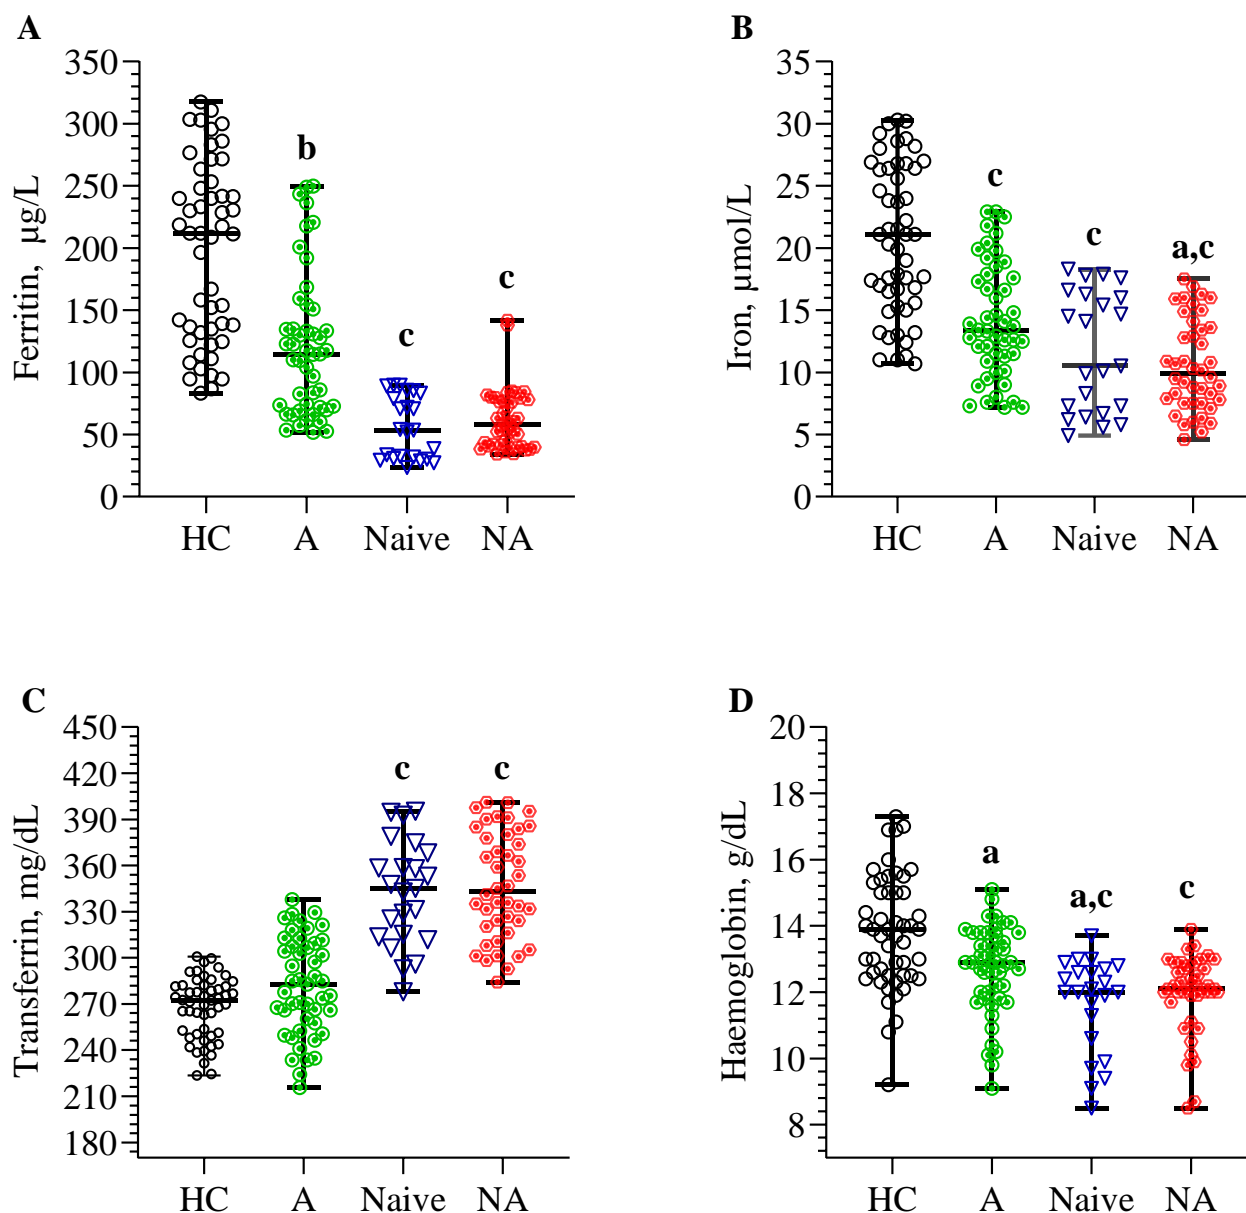 A
Ferritin, µg/L
350
300
250
200
150
100
50
0
b
c
c
HC A Naive NA
B
Iron, µmol/L
35
30
25
20
15
10
5
0
c
c
a,c
HC A Naive NA
C
Transferrin, mg/dL
450
420
390
360
330
300
270
240
210
180
c
c
HC A Naive NA
D
Haemoglobin, g/dL
20
18
16
14
12
10
8
a
a,c
c
HC A Naive NA